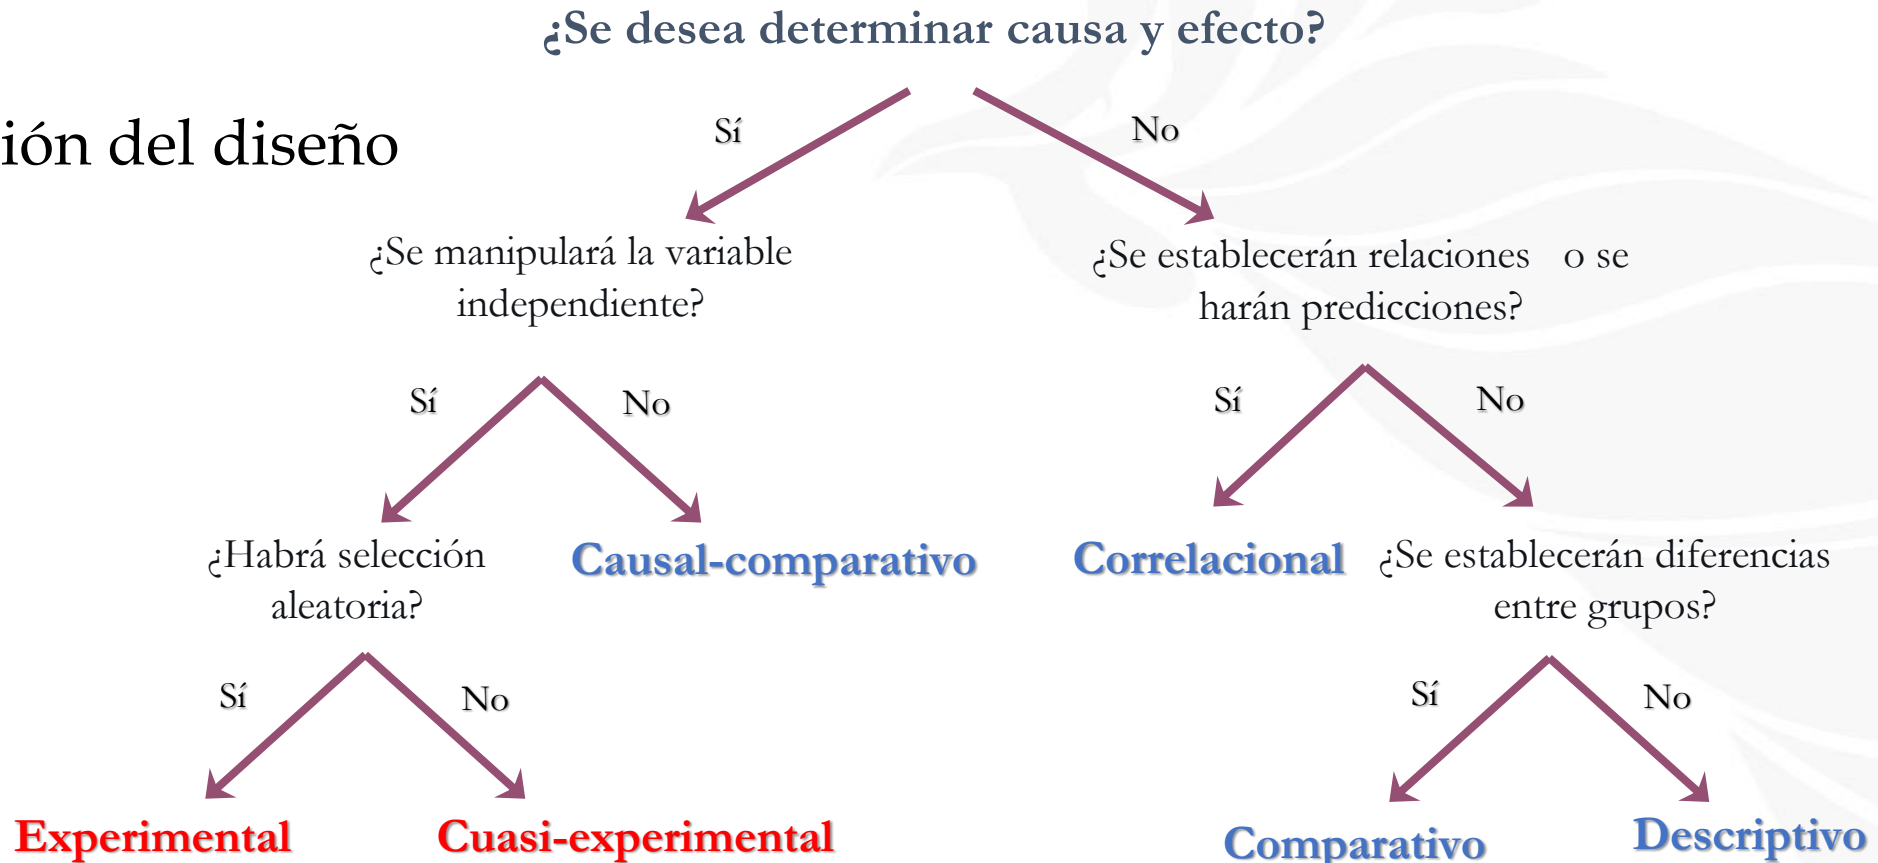 ¿Se desea determinar causa y efecto?
ión del diseño
Sí
No
¿Se manipulará la variable
independiente?
¿Se establecerán relaciones o se
harán predicciones?
Sí
No
Sí
No
¿Habrá selección
aleatoria?
Causal-comparativo
Correlacional
¿Se establecerán diferencias
entre grupos?
Sí
No
Sí
No
Experimental
Cuasi-experimental
Comparativo
Descriptivo